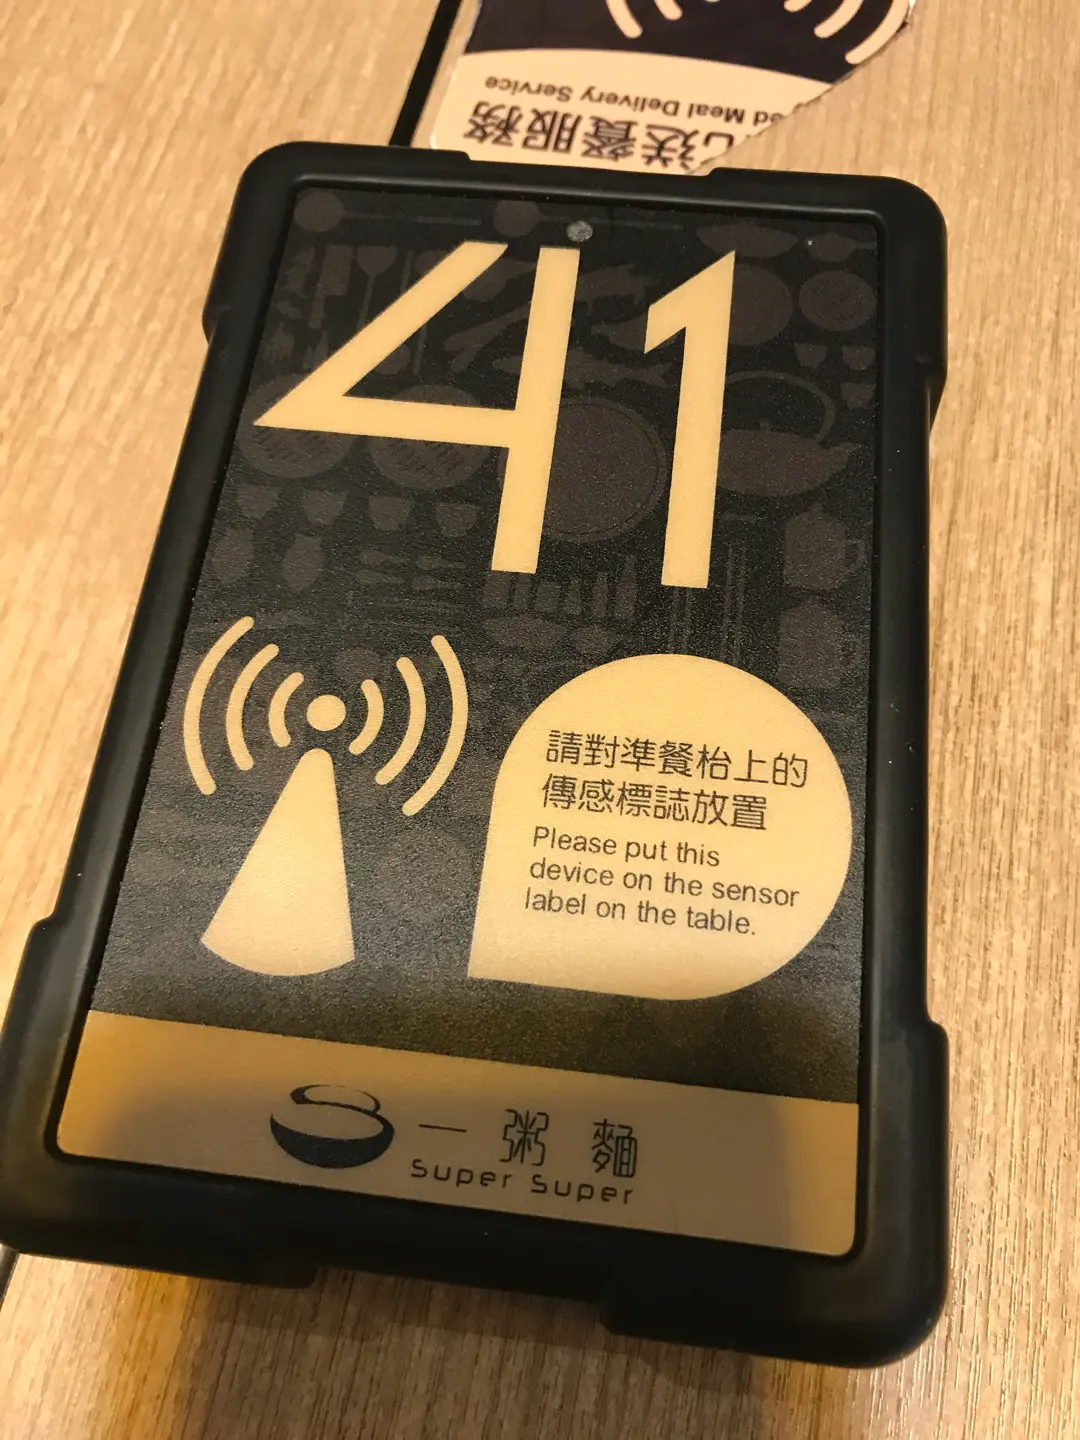 41
請對準餐枱上的
傳感標誌放置
Please put this
device on the sensor
label on the table.
一粥麵
Super Super
送餐服務
Meal Delivery Service